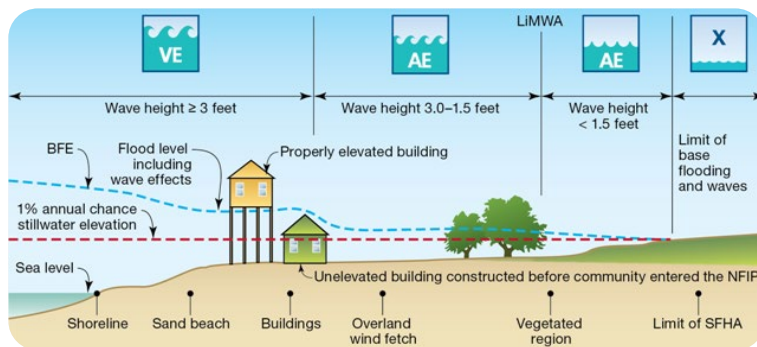 LiMWA
VE
AE
AE
X
Wave height ≥ 3 feet
Wave height 3.0–1.5 feet
Wave height
< 1.5 feet
Limit of
base
flooding
and waves
BFE
Flood level
including
wave effects
Properly elevated building
1% annual chance
stillwater elevation
Sea level
Unelevated building constructed before community entered the NFIP
Shoreline
Sand beach
Buildings
Overland
wind fetch
Vegetated
region
Limit of SFHA